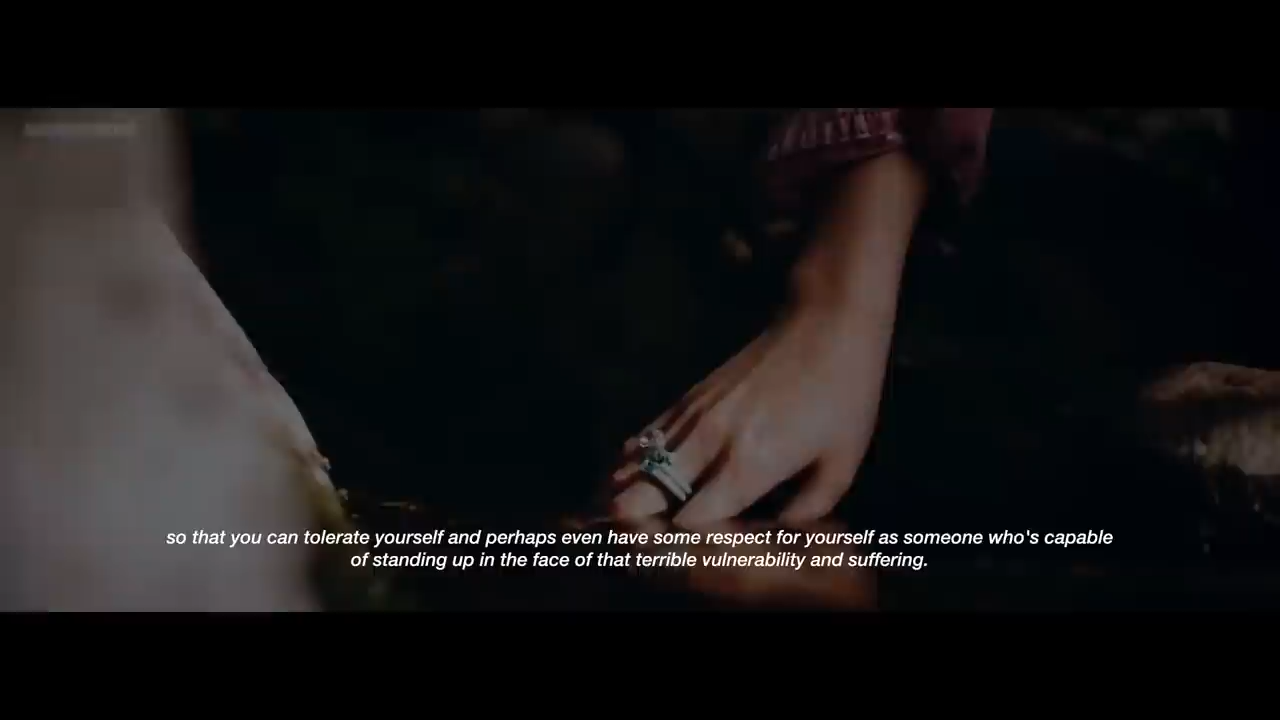 so that you can tolerate yourself and perhaps even have some respect for yourself as someone who's capable
of standing up in the face of that terrible vulnerability and suffering.